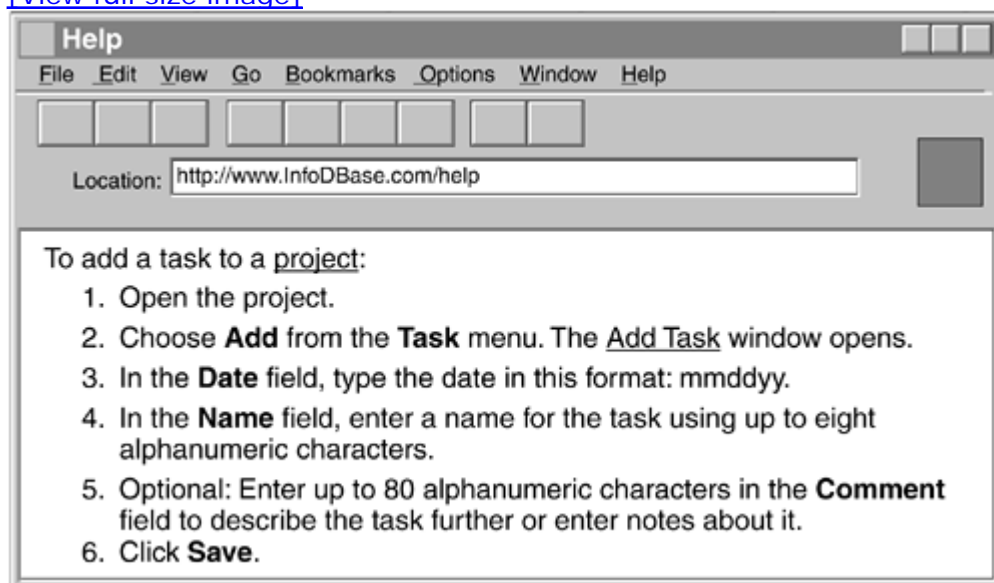 [View full size image]
Help
File Edit View Go Bookmarks Options Window Help
Location: http://www.InfoDBase.com/help
To add a task to a project:
1. Open the project.
2. Choose Add from the Task menu. The Add Task window opens.
3. In the Date field, type the date in this format: mmddyy.
4. In the Name field, enter a name for the task using up to eight
alphanumeric characters.
5. Optional: Enter up to 80 alphanumeric characters in the Comment
field to describe the task further or enter notes about it.
6. Click Save.